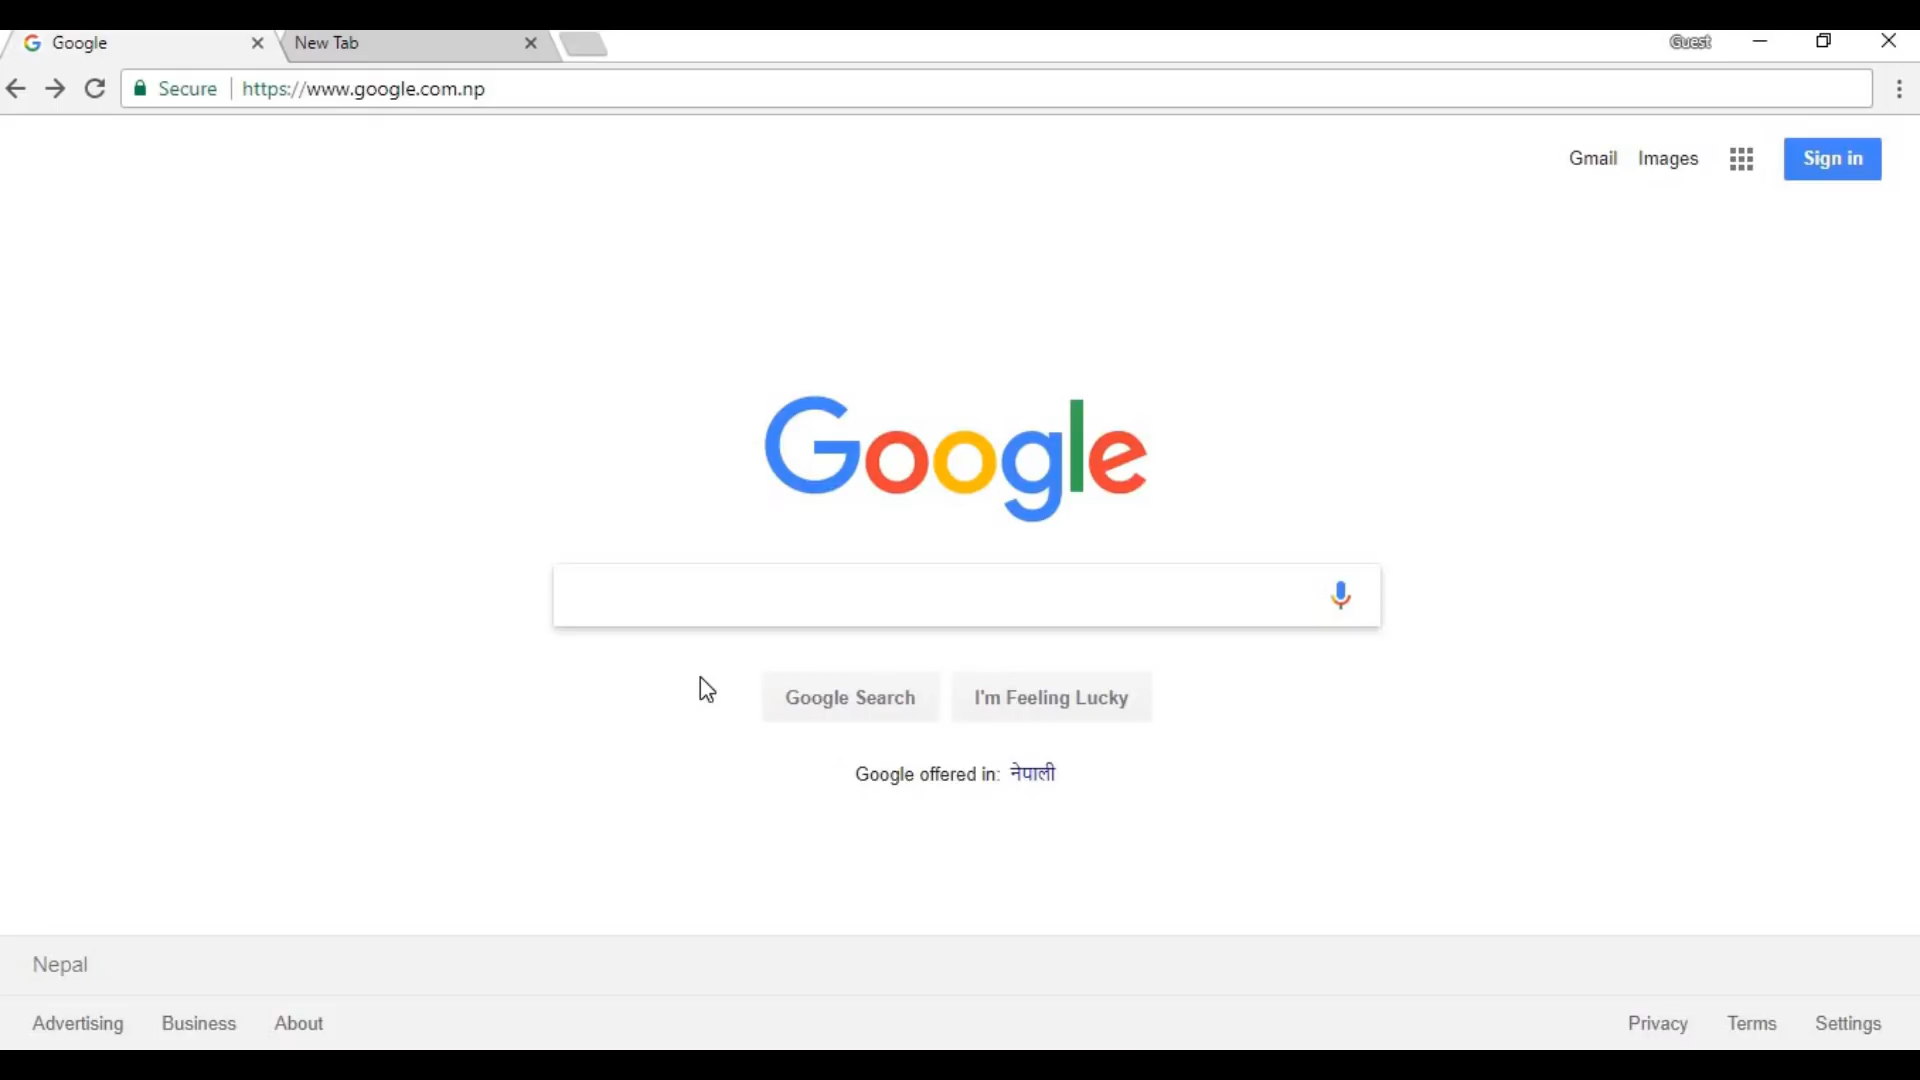 Google
New Tab
Guest
Secure
https://www.google.com.np
Gmail Images
Sign in
Google
Google Search
I'm Feeling Lucky
Google offered in: नेपाली
Nepal
Advertising Business About
Privacy Terms Settings